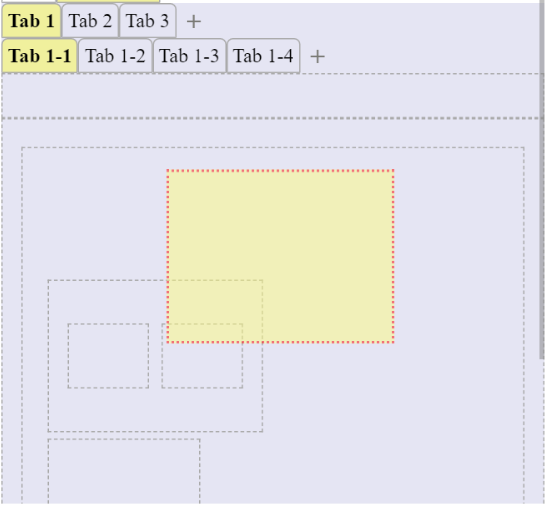 Tab 1 Tab 2 Tab 3 +
Tab 1-1 Tab 1-2 Tab 1-3 Tab 1-4 +